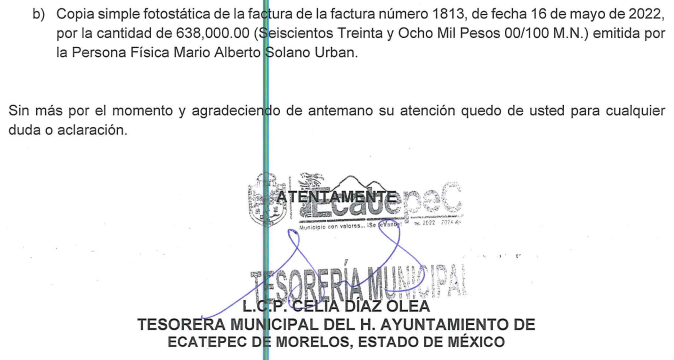 b) Copia simple fotostática de la factura de la factura número 1813, de fecha 16 de mayo de 2022,
por la cantidad de 638,000.00 (Seiscientos Treinta y Ocho Mil Pesos 00/100 M.N.) emitida por
la Persona Física Mario Alberto Solano Urban.
Sin más por el momento y agradeciendo de antemano su atención quedo de usted para cualquier
duda o aclaración.
ATENTAMENTE
Ecatepec
Municipio con valores...
2022 2024
TESORERÍA MUNICIPAL
L.C.P. CELIA DÍAZ OLEA
TESORERA MUNICIPAL DEL H. AYUNTAMIENTO DE
ECATEPEC DE MORELOS, ESTADO DE MÉXICO